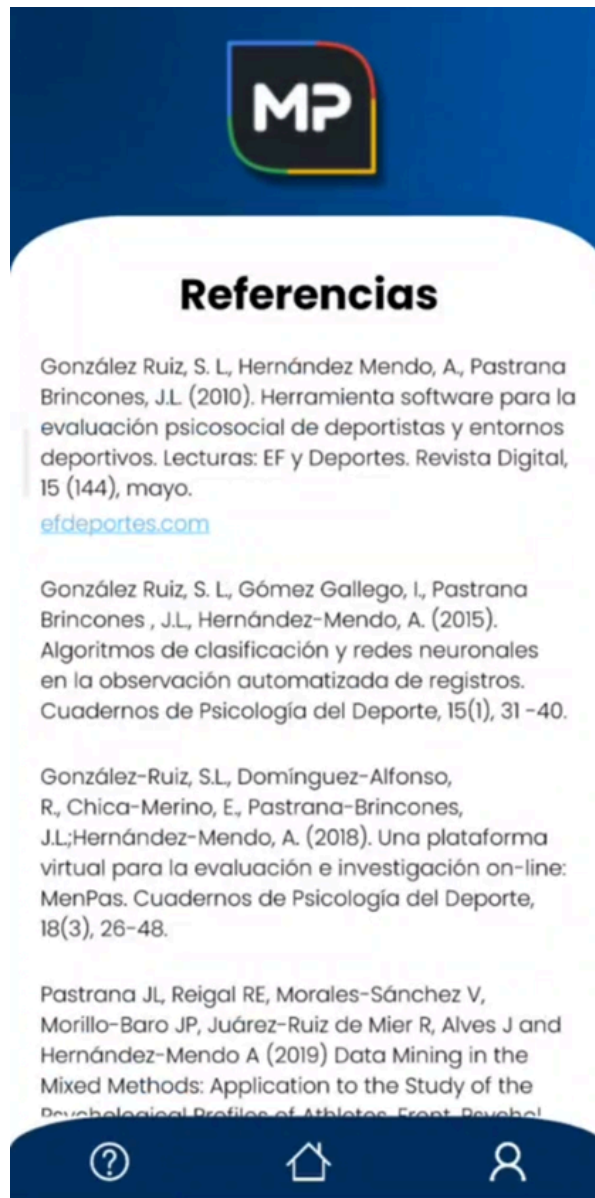 MP
Referencias
González Ruiz, S. L., Hernández Mendo, A., Pastrana
Brincones, J.L. (2010). Herramienta software para la
evaluación psicosocial de deportistas y entornos
deportivos. Lecturas: EF y Deportes. Revista Digital,
15 (144), mayo.
efdeportes.com
González Ruiz, S. L., Gómez Gallego, I., Pastrana
Brincones , J.L., Hernández-Mendo, A. (2015).
Algoritmos de clasificación y redes neuronales
en la observación automatizada de registros.
Cuadernos de Psicología del Deporte, 15(1), 31 -40.
González-Ruiz, S.L., Domínguez-Alfonso,
R., Chica-Merino, E., Pastrana-Brincones,
J.L.;Hernández-Mendo, A. (2018). Una plataforma
virtual para la evaluación e investigación on-line:
MenPas. Cuadernos de Psicología del Deporte,
18(3), 26-48.
Pastrana JL, Reigal RE, Morales-Sánchez V,
Morillo-Baro JP, Juárez-Ruiz de Mier R, Alves J and
Hernández-Mendo A (2019) Data Mining in the
Mixed Methods: Application to the Study of the
Psychological Profiles of Athletes. Front. Psychol